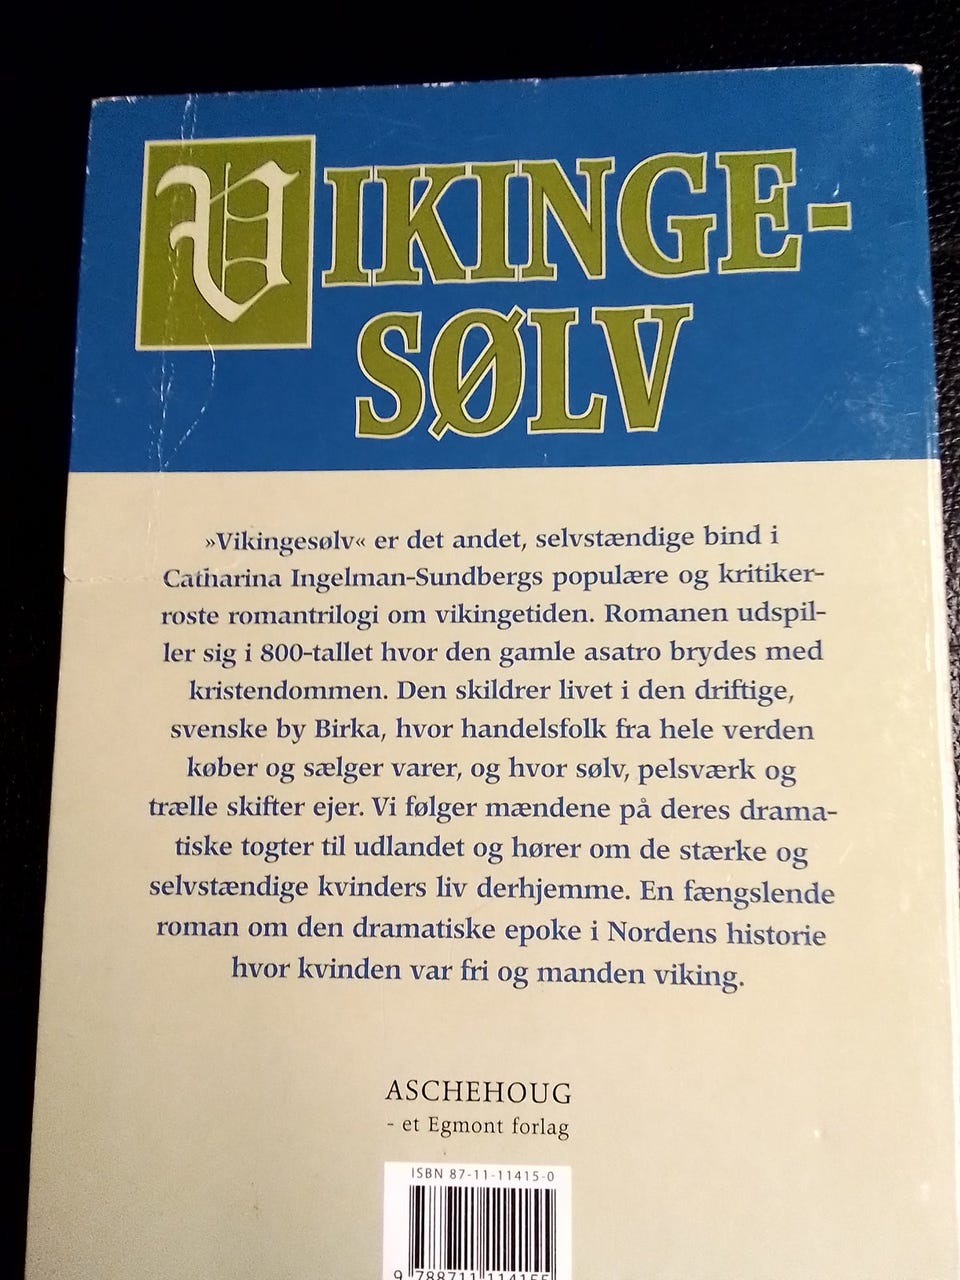 VIKINGE-
SØLV
»Vikingesølv« er det andet, selvstændige bind i
Catharina Ingelman-Sundbergs populære og kritiker-
roste romantrilogi om vikingetiden. Romanen udspil-
ler sig i 800-tallet hvor den gamle asatro brydes med
kristendommen. Den skildrer livet i den driftige,
svenske by Birka, hvor handelsfolk fra hele verden
køber og sælger varer, og hvor sølv, pelsværk og
trælle skifter ejer. Vi følger mændene på deres drama-
tiske togter til udlandet og hører om de stærke og
selvstændige kvinders liv derhjemme. En fængslende
roman om den dramatiske epoke i Nordens historie
hvor kvinden var fri og manden viking.
ASCHEHOUG
- et Egmont forlag
ISBN 87-11-11415-0
9 788711 114155